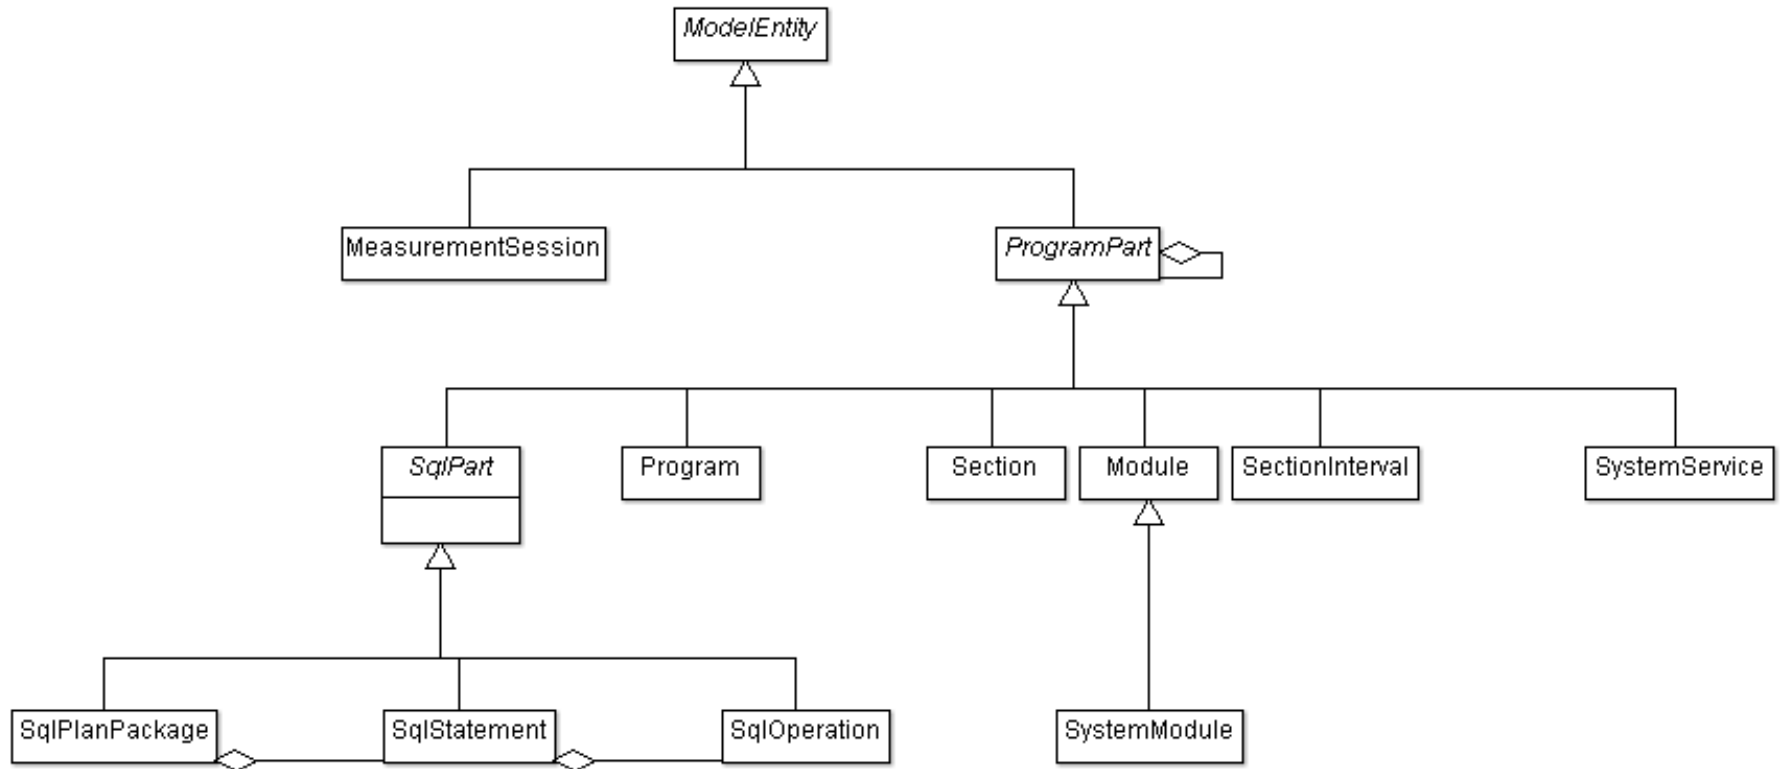 ModelEntity
MeasurementSession
ProgramPart
SqlPart
Program
Section
Module
SectionInterval
SystemService
SqlPlanPackage
SqlStatement
SqlOperation
SystemModule